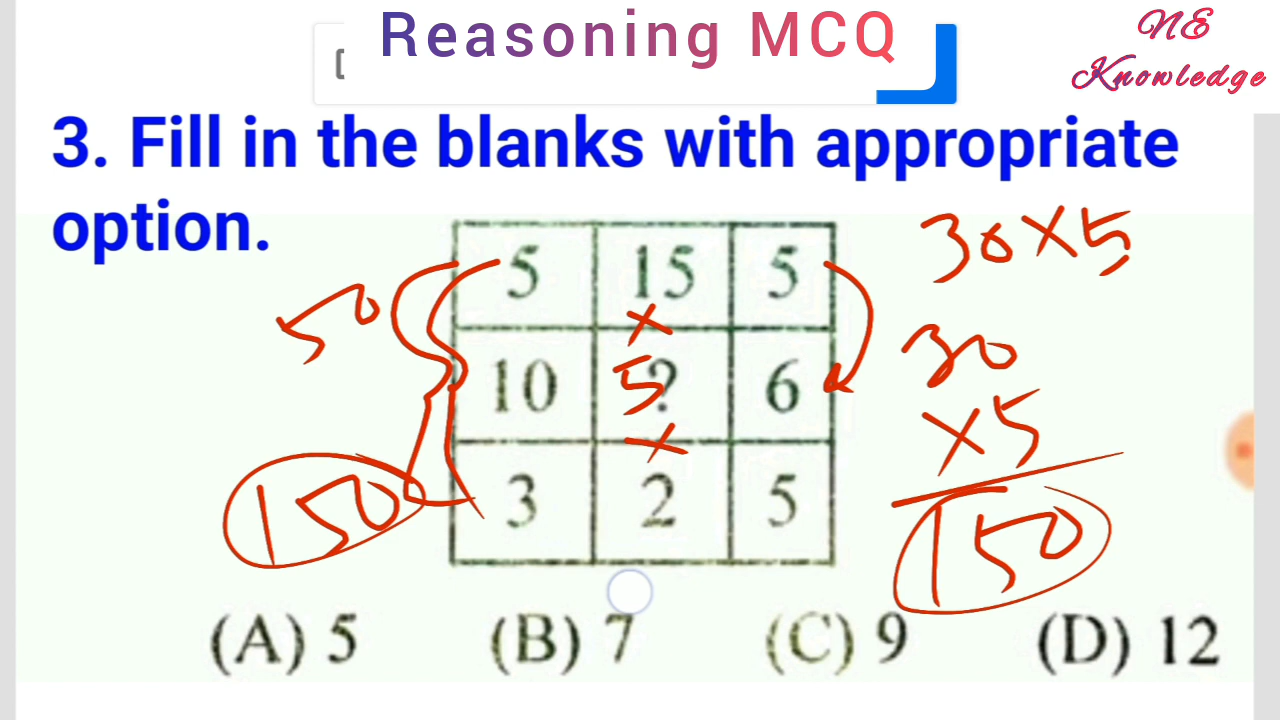 Reasoning MCQ
NE
Knowledge
3. Fill in the blanks with appropriate
option.
5 15 5
10 ? 6
3 2 5
50
150
×
5
×
30×5
30
×5
150
(A) 5 (B) 7 (C) 9 (D) 12